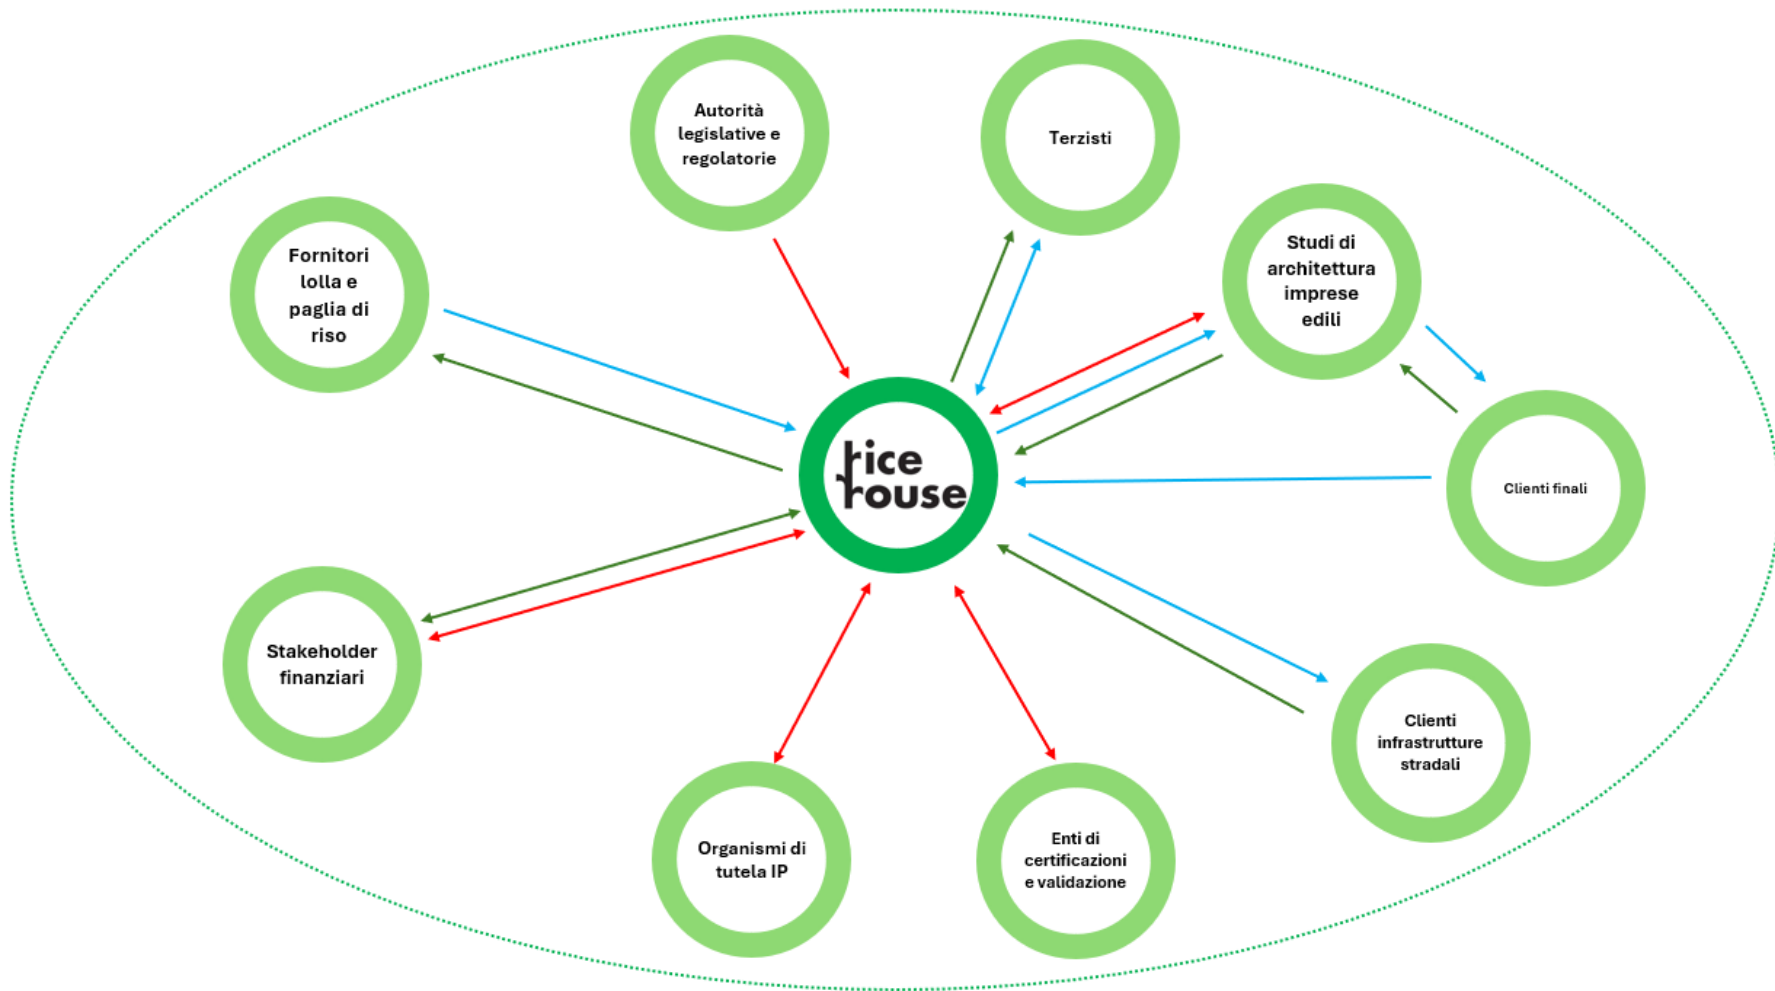 Autorità
legislative e
regolatorie
Terzisti
Studi di
architettura
imprese
edili
Fornitori
lolla e
paglia di
riso
rice
house
Clienti finali
Stakeholder
finanziari
Clienti
infrastrutture
stradali
Organismi di
tutela IP
Enti di
certificazioni
e validazione